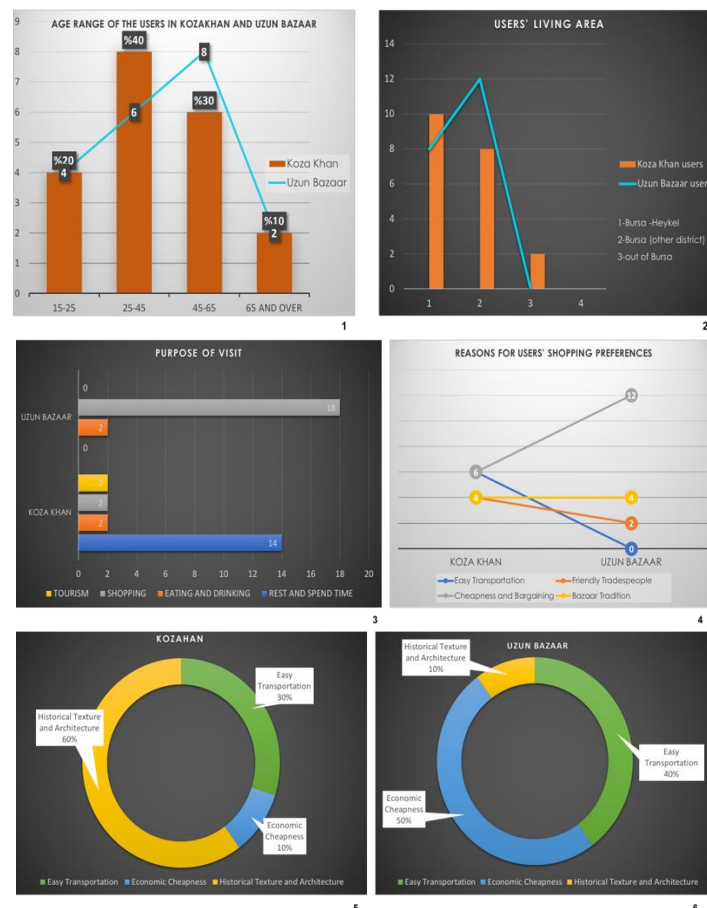 AGE RANGE OF THE USERS IN KOZAKHAN AND UZUN BAZAAR
9
8
7
6
5
4
3
2
1
0
%20
4
%40
6
8
%30
%10
2
Koza Khan
Uzun Bazaar
15-25
25-45
45-65
65 AND OVER
1
USERS' LIVING AREA
14
12
10
8
6
4
2
0
1
2
3
4
Koza Khan users
Uzun Bazaar user
1-Bursa -Heykel
2-Bursa (other district)
3-out of Bursa
2
PURPOSE OF VISIT
UZUN BAZAAR
KOZA KHAN
0
18
2
0
2
2
2
14
0
2
4
6
8
10
12
14
16
18
20
TOURISM
SHOPPING
EATING AND DRINKING
REST AND SPEND TIME
3
REASONS FOR USERS' SHOPPING PREFERENCES
12
6
4
4
2
0
KOZA KHAN
UZUN BAZAAR
Easy Transportation
Friendly Tradespeople
Cheapness and Bargaining
Bazaar Tradition
4
KOZAHAN
Easy
Transportation
30%
Historical Texture
and Architecture
60%
Economic
Cheapness
10%
Easy Transportation
Economic Cheapness
Historical Texture and Architecture
5
UZUN BAZAAR
Historical Texture
and Architecture
10%
Easy
Transportation
40%
Economic
Cheapness
50%
Easy Transportation
Economic Cheapness
Historical Texture and Architecture
6